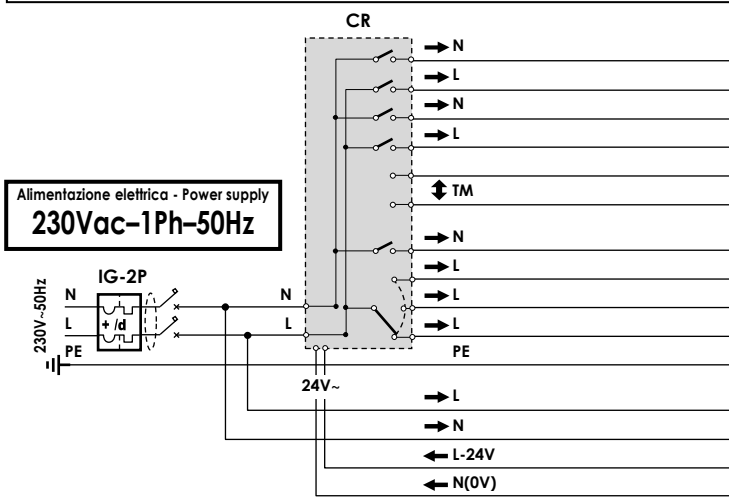 CR
N
L
N
L
TM
Alimentazione elettrica - Power supply
230Vac–1Ph–50Hz
N
L
L
L
IG-2P
230V~50Hz
N
N
L
+ /d
L
PE
PE
24V~
L
N
L-24V
N(0V)